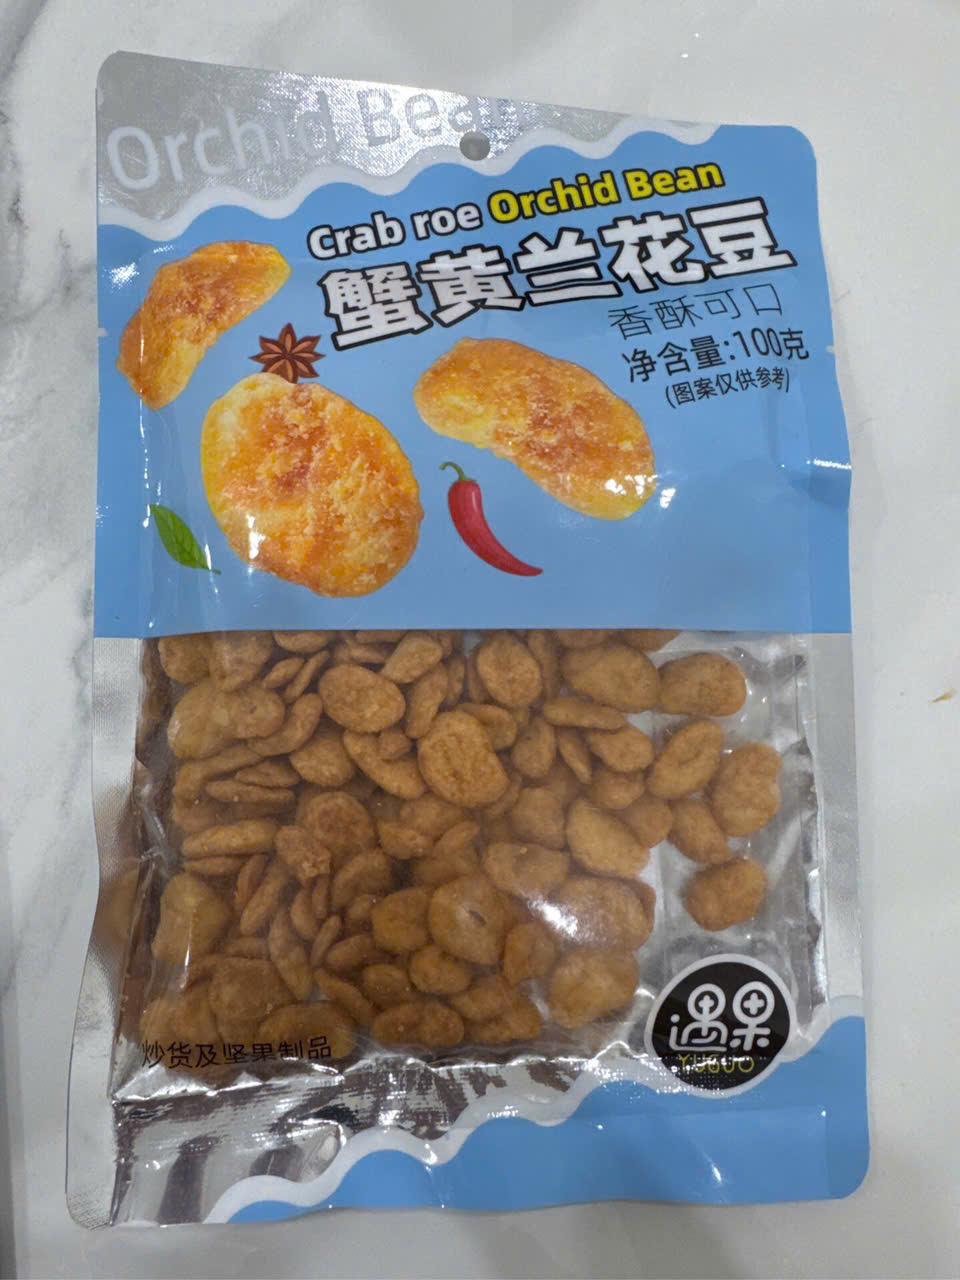 Orchid Bean
Crab roe Orchid Bean
蟹黄兰花豆
香酥可口
净含量:100克
(图案仅供参考)
炒货及坚果制品
遇果
YUGUO